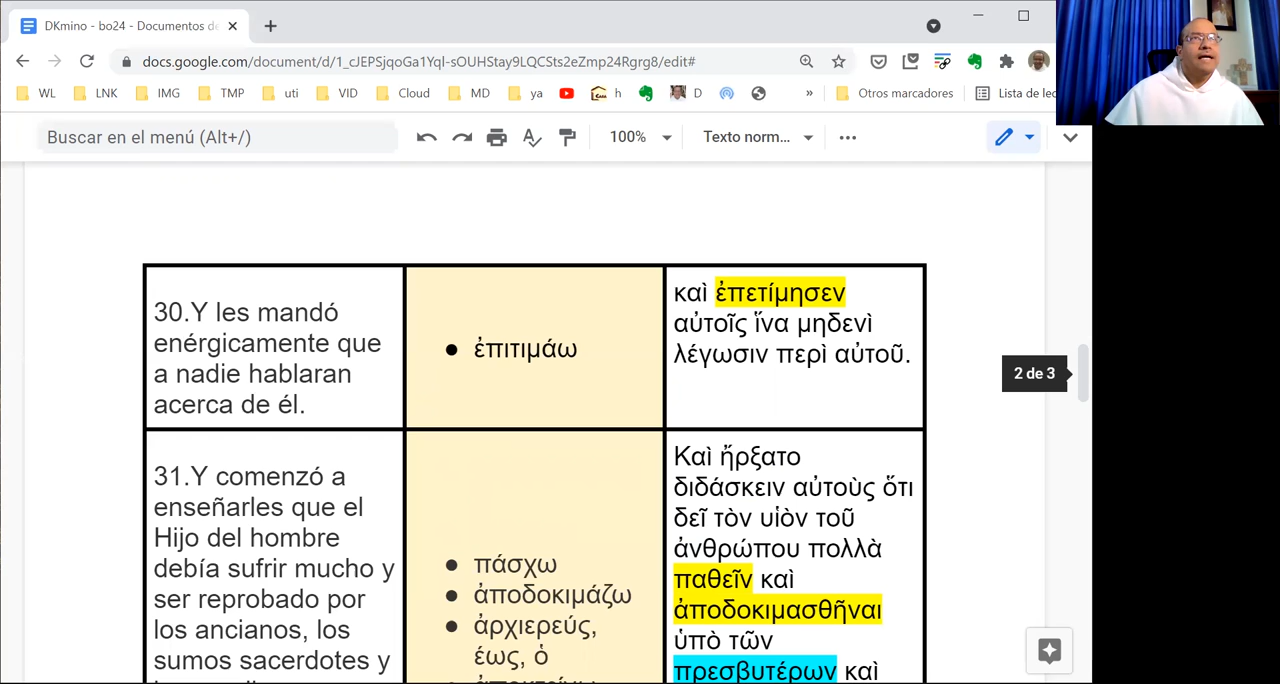 DKmino - bo24 - Documentos de
docs.google.com/document/d/1_cJEPSjqoGa1YqI-sOUHStay9LQCSts2eZmp24Rgrg8/edit#
WL LNK IMG TMP uti VID Cloud MD ya h D » Otros marcadores Lista de lec
Buscar en el menú (Alt+/) 100% Texto norm...
2 de 3
30.Y les mandó
enérgicamente que
a nadie hablaran
acerca de él.
● ἐπιτιμάω
καὶ ἐπετίμησεν
αὐτοῖς ἵνα μηδενὶ
λέγωσιν περὶ αὐτοῦ.
31.Y comenzó a
enseñarles que el
Hijo del hombre
debía sufrir mucho y
ser reprobado por
los ancianos, los
sumos sacerdotes y
● πάσχω
● ἀποδοκιμάζω
● ἀρχιερεύς,
έως, ὁ
Καὶ ἤρξατο
διδάσκειν αὐτοὺς ὅτι
δεῖ τὸν υἱὸν τοῦ
ἀνθρώπου πολλὰ
παθεῖν καὶ
ἀποδοκιμασθῆναι
ὑπὸ τῶν
πρεσβυτέρων καὶ